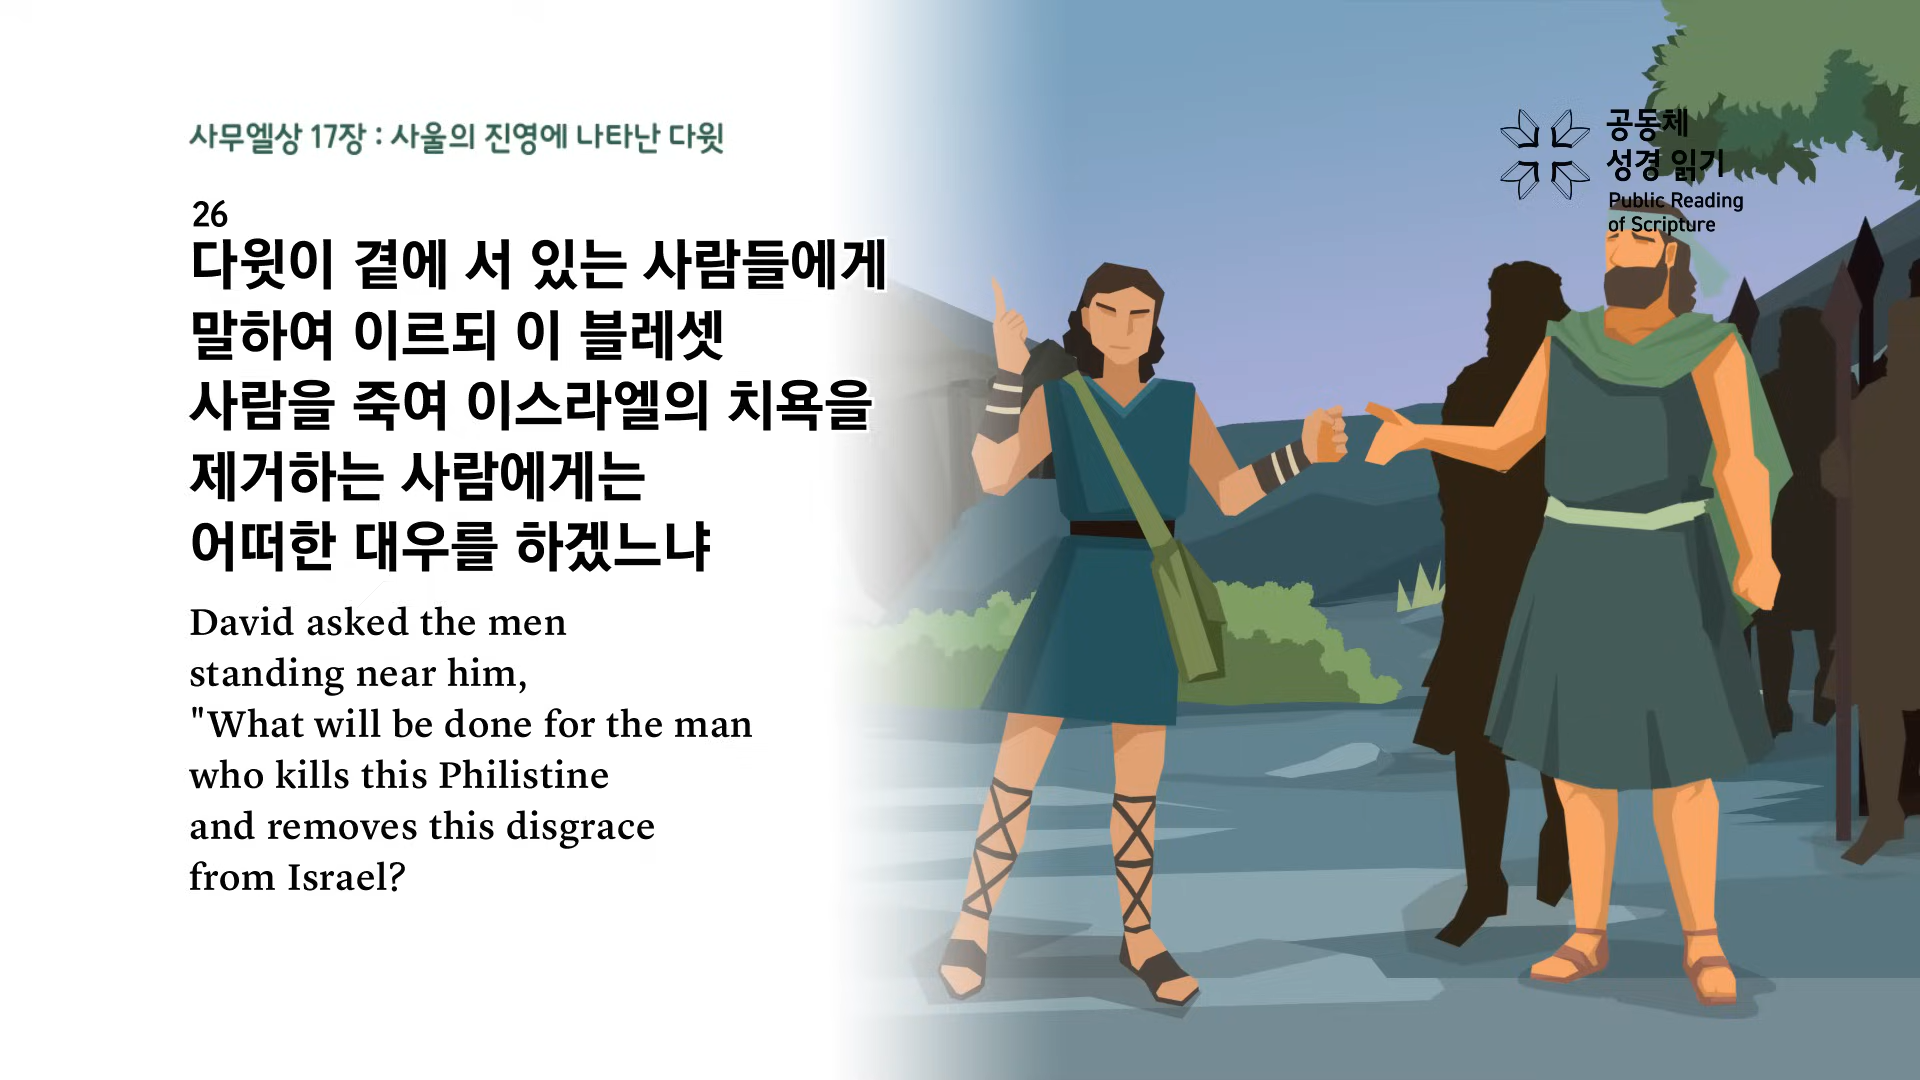 사무엘상 17장 : 사울의 진영에 나타난 다윗
공동체
성경 읽기
Public Reading
of Scripture
26
다윗이 곁에 서 있는 사람들에게
말하여 이르되 이 블레셋
사람을 죽여 이스라엘의 치욕을
제거하는 사람에게는
어떠한 대우를 하겠느냐
David asked the men
standing near him,
"What will be done for the man
who kills this Philistine
and removes this disgrace
from Israel?